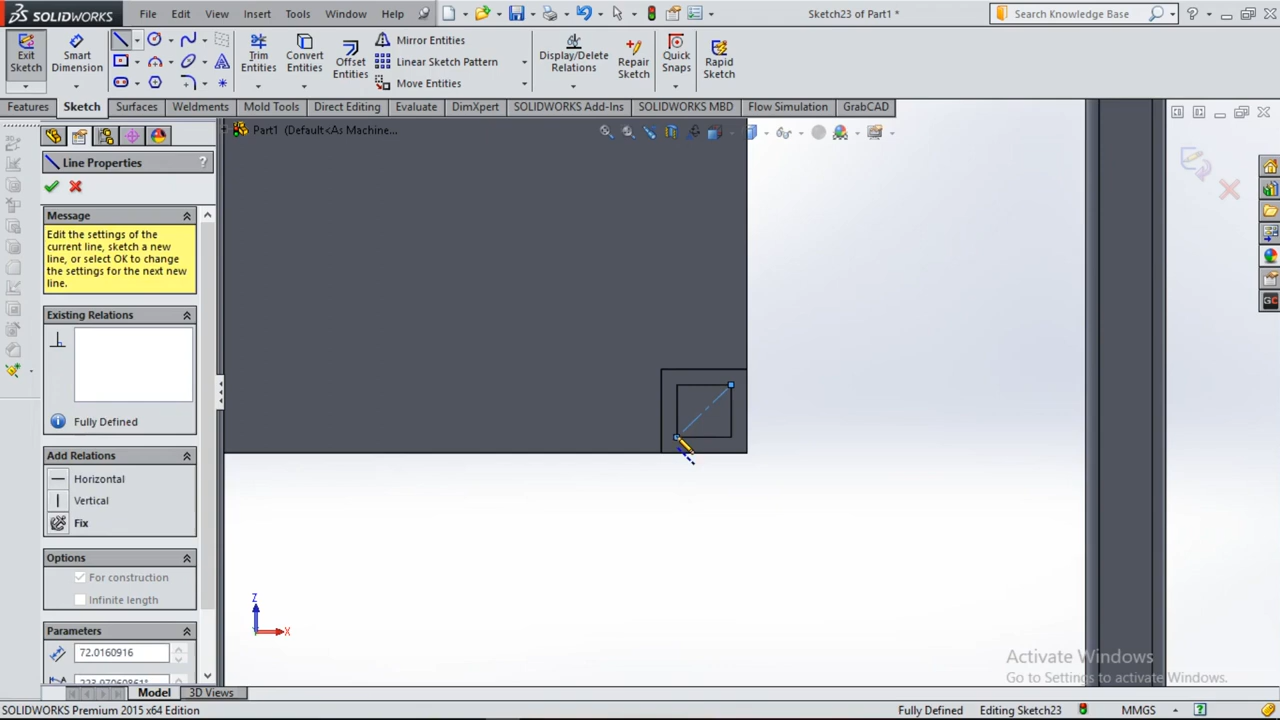 SOLIDWORKS File Edit View Insert Tools Window Help Sketch23 of Part1 * Search Knowledge Base
Exit Sketch
Smart Dimension
Trim Entities
Convert Entities
Offset Entities
Mirror Entities
Linear Sketch Pattern
Move Entities
Display/Delete Relations
Repair Sketch
Quick Snaps
Rapid Sketch
Features Sketch Surfaces Weldments Mold Tools Direct Editing Evaluate DimXpert SOLIDWORKS Add-Ins SOLIDWORKS MBD Flow Simulation GrabCAD
Part1 (Default<As Machine...
Line Properties ?
Message
Edit the settings of the
current line, sketch a new
line, or select OK to change
the settings for the next new
line.
Existing Relations
Fully Defined
Add Relations
Horizontal
Vertical
Fix
Options
For construction
Infinite length
Parameters
72.0160916
223.97060861
Z
X
Activate Windows
Go to Settings to activate Windows.
Model 3D Views
SOLIDWORKS Premium 2015 x64 Edition Fully Defined Editing Sketch23 MMGS